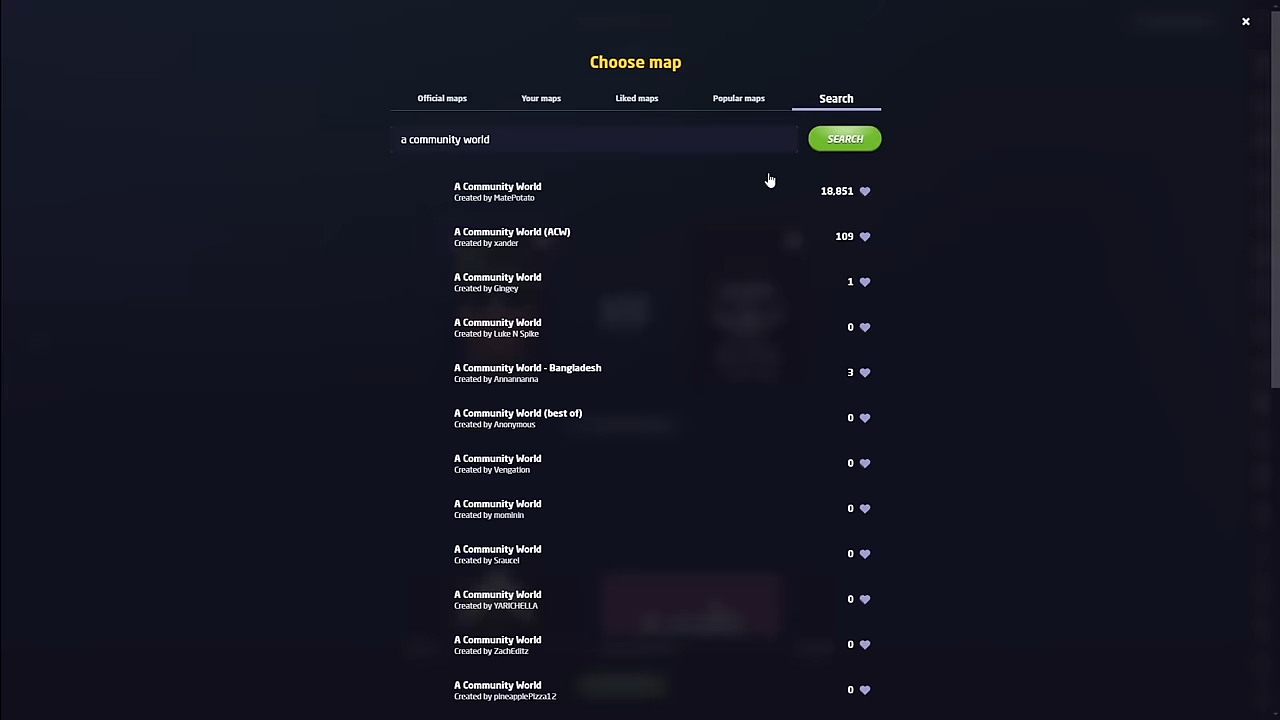 ×
Choose map
Official maps Your maps Liked maps Popular maps Search
a community world SEARCH
A Community World
Created by MatePotato
18,851
A Community World (ACW)
Created by xander
109
A Community World
Created by Gingey
1
A Community World
Created by Luke N Spike
0
A Community World - Bangladesh
Created by Annannanna
3
A Community World (best of)
Created by Anonymous
0
A Community World
Created by Vengation
0
A Community World
Created by mominin
0
A Community World
Created by Sraucel
0
A Community World
Created by YARICHELLA
0
A Community World
Created by ZachEditz
0
A Community World
Created by pineapplePizza12
0